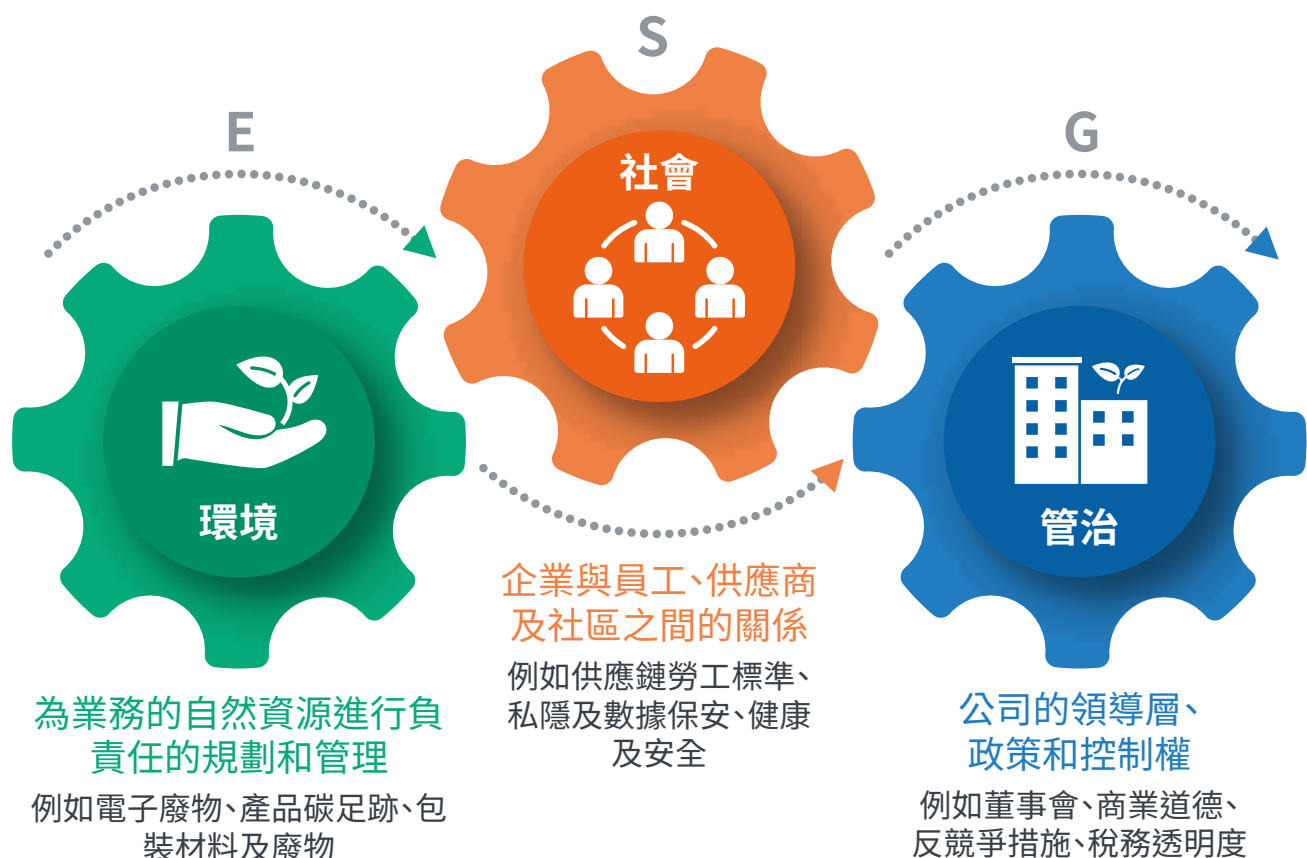 E
環境
為業務的自然資源進行負
責任的規劃和管理
例如電子廢物、產品碳足跡、包
裝材料及廢物
S
社會
企業與員工、供應商
及社區之間的關係
例如供應鏈勞工標準、
私隱及數據保安、健康
及安全
G
管治
公司的領導層、
政策和控制權
例如董事會、商業道德、
反競爭措施、稅務透明度